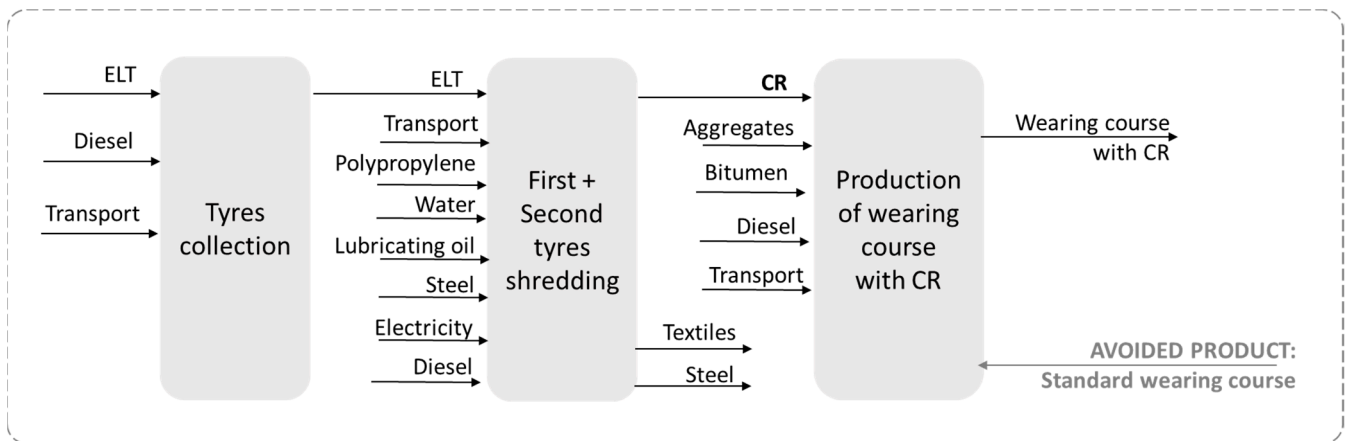 ELT
Diesel
Transport
Tyres
collection
ELT
Transport
Polypropylene
Water
Lubricating oil
Steel
Electricity
Diesel
First +
Second
tyres
shredding
CR
Aggregates
Bitumen
Diesel
Transport
Textiles
Steel
Production
of wearing
course
with CR
Wearing course
with CR
AVOIDED PRODUCT:
Standard wearing course